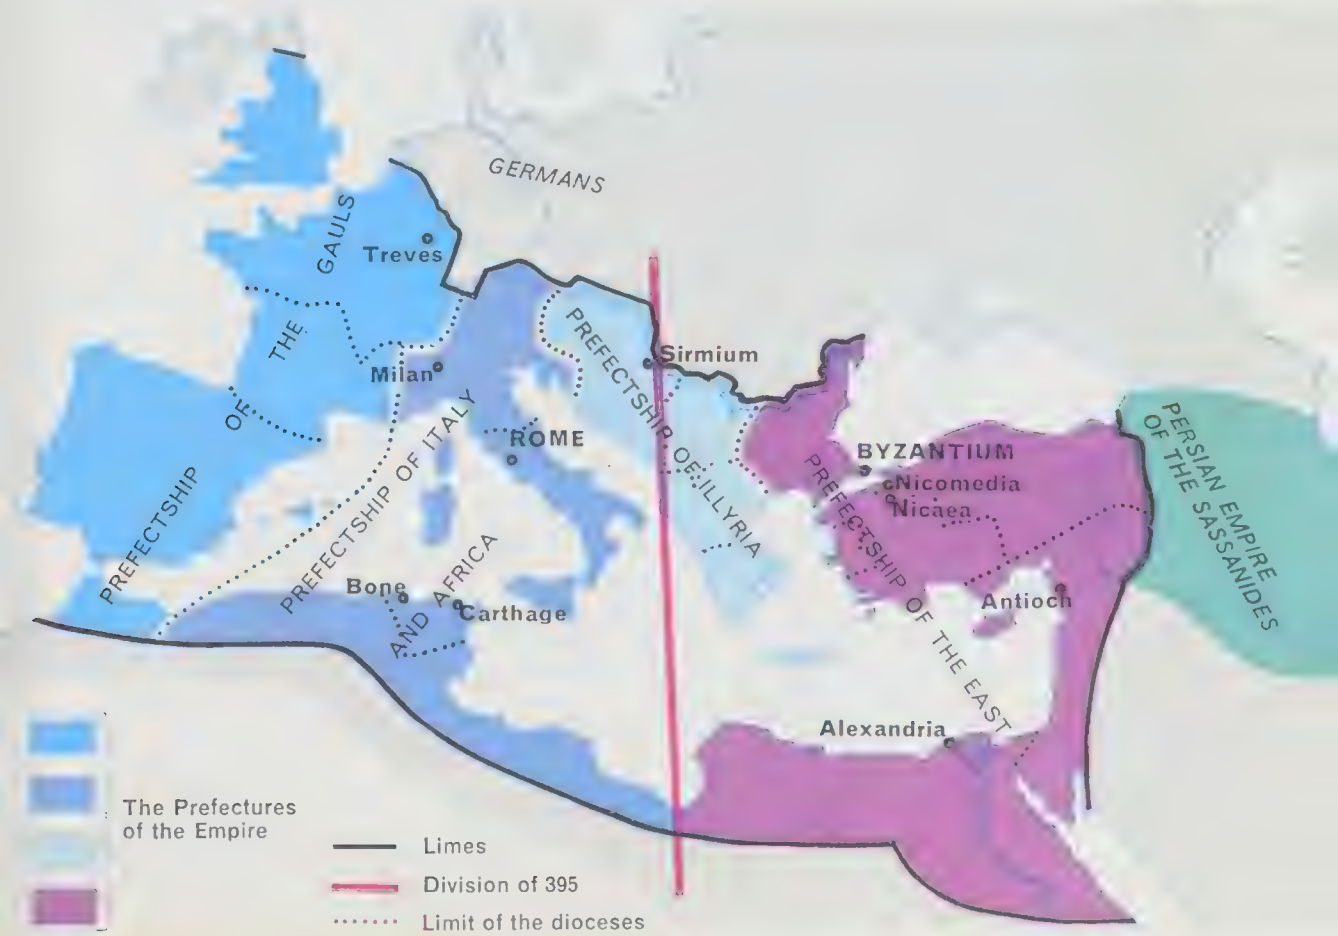 GERMANS
PREFECTSHIP OF THE GAULS
Treves
PREFECTSHIP OF ILLYRIA
Sirmium
Milan
PREFECTSHIP OF ITALY
AND AFRICA
ROME
BYZANTIUM
Nicomedia
Nicaea
PREFECTSHIP OF THE EAST
PERSIAN EMPIRE
OF THE SASSANIDES
Bone
Carthage
Antioch
Alexandria
The Prefectures
of the Empire
Limes
Division of 395
Limit of the dioceses